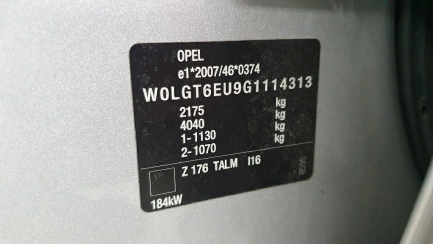 OPEL
e1*2007/46*0374
W0LGT6EU9G1114313
2175 kg
4040 kg
1-1130 kg
2-1070 kg
Z 176 TALM I16
184kW